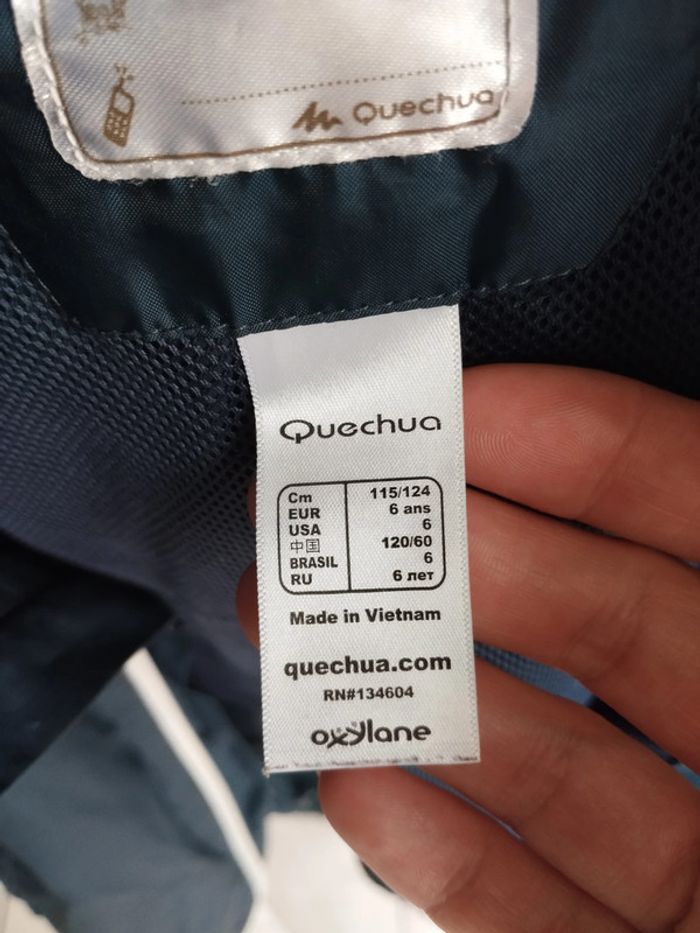 Quechua
Quechua
Cm 115/124
EUR 6 ans
USA 6
中国 120/60
BRASIL 6
RU 6 лет
Made in Vietnam
quechua.com
RN#134604
oxylane